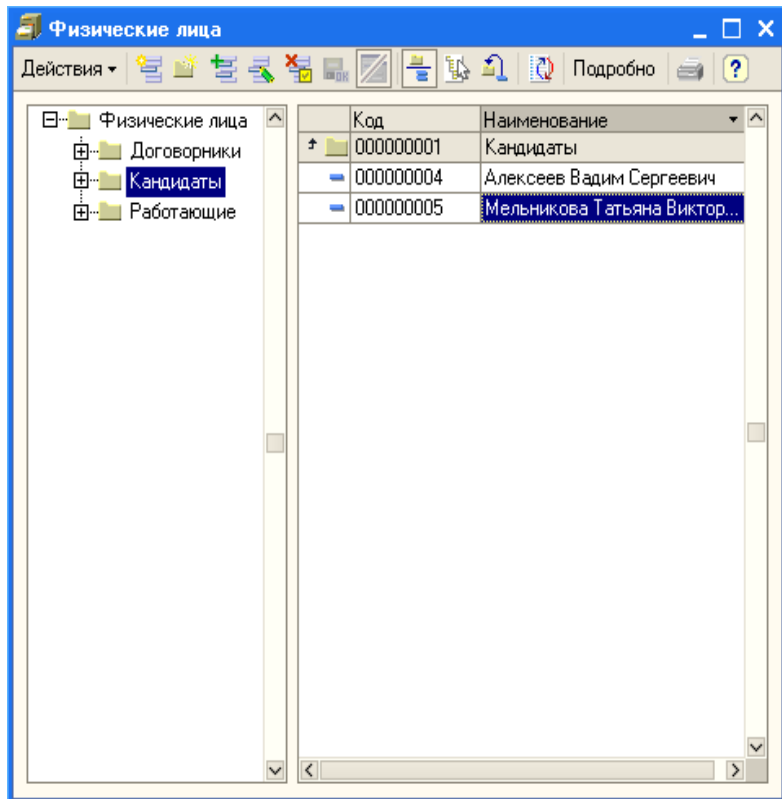 Физические лица
Действия Подробно ?
Физические лица
Договорники
Кандидаты
Работающие
Код Наименование
000000001 Кандидаты
000000004 Алексеев Вадим Сергеевич
000000005 Мельникова Татьяна Виктор...